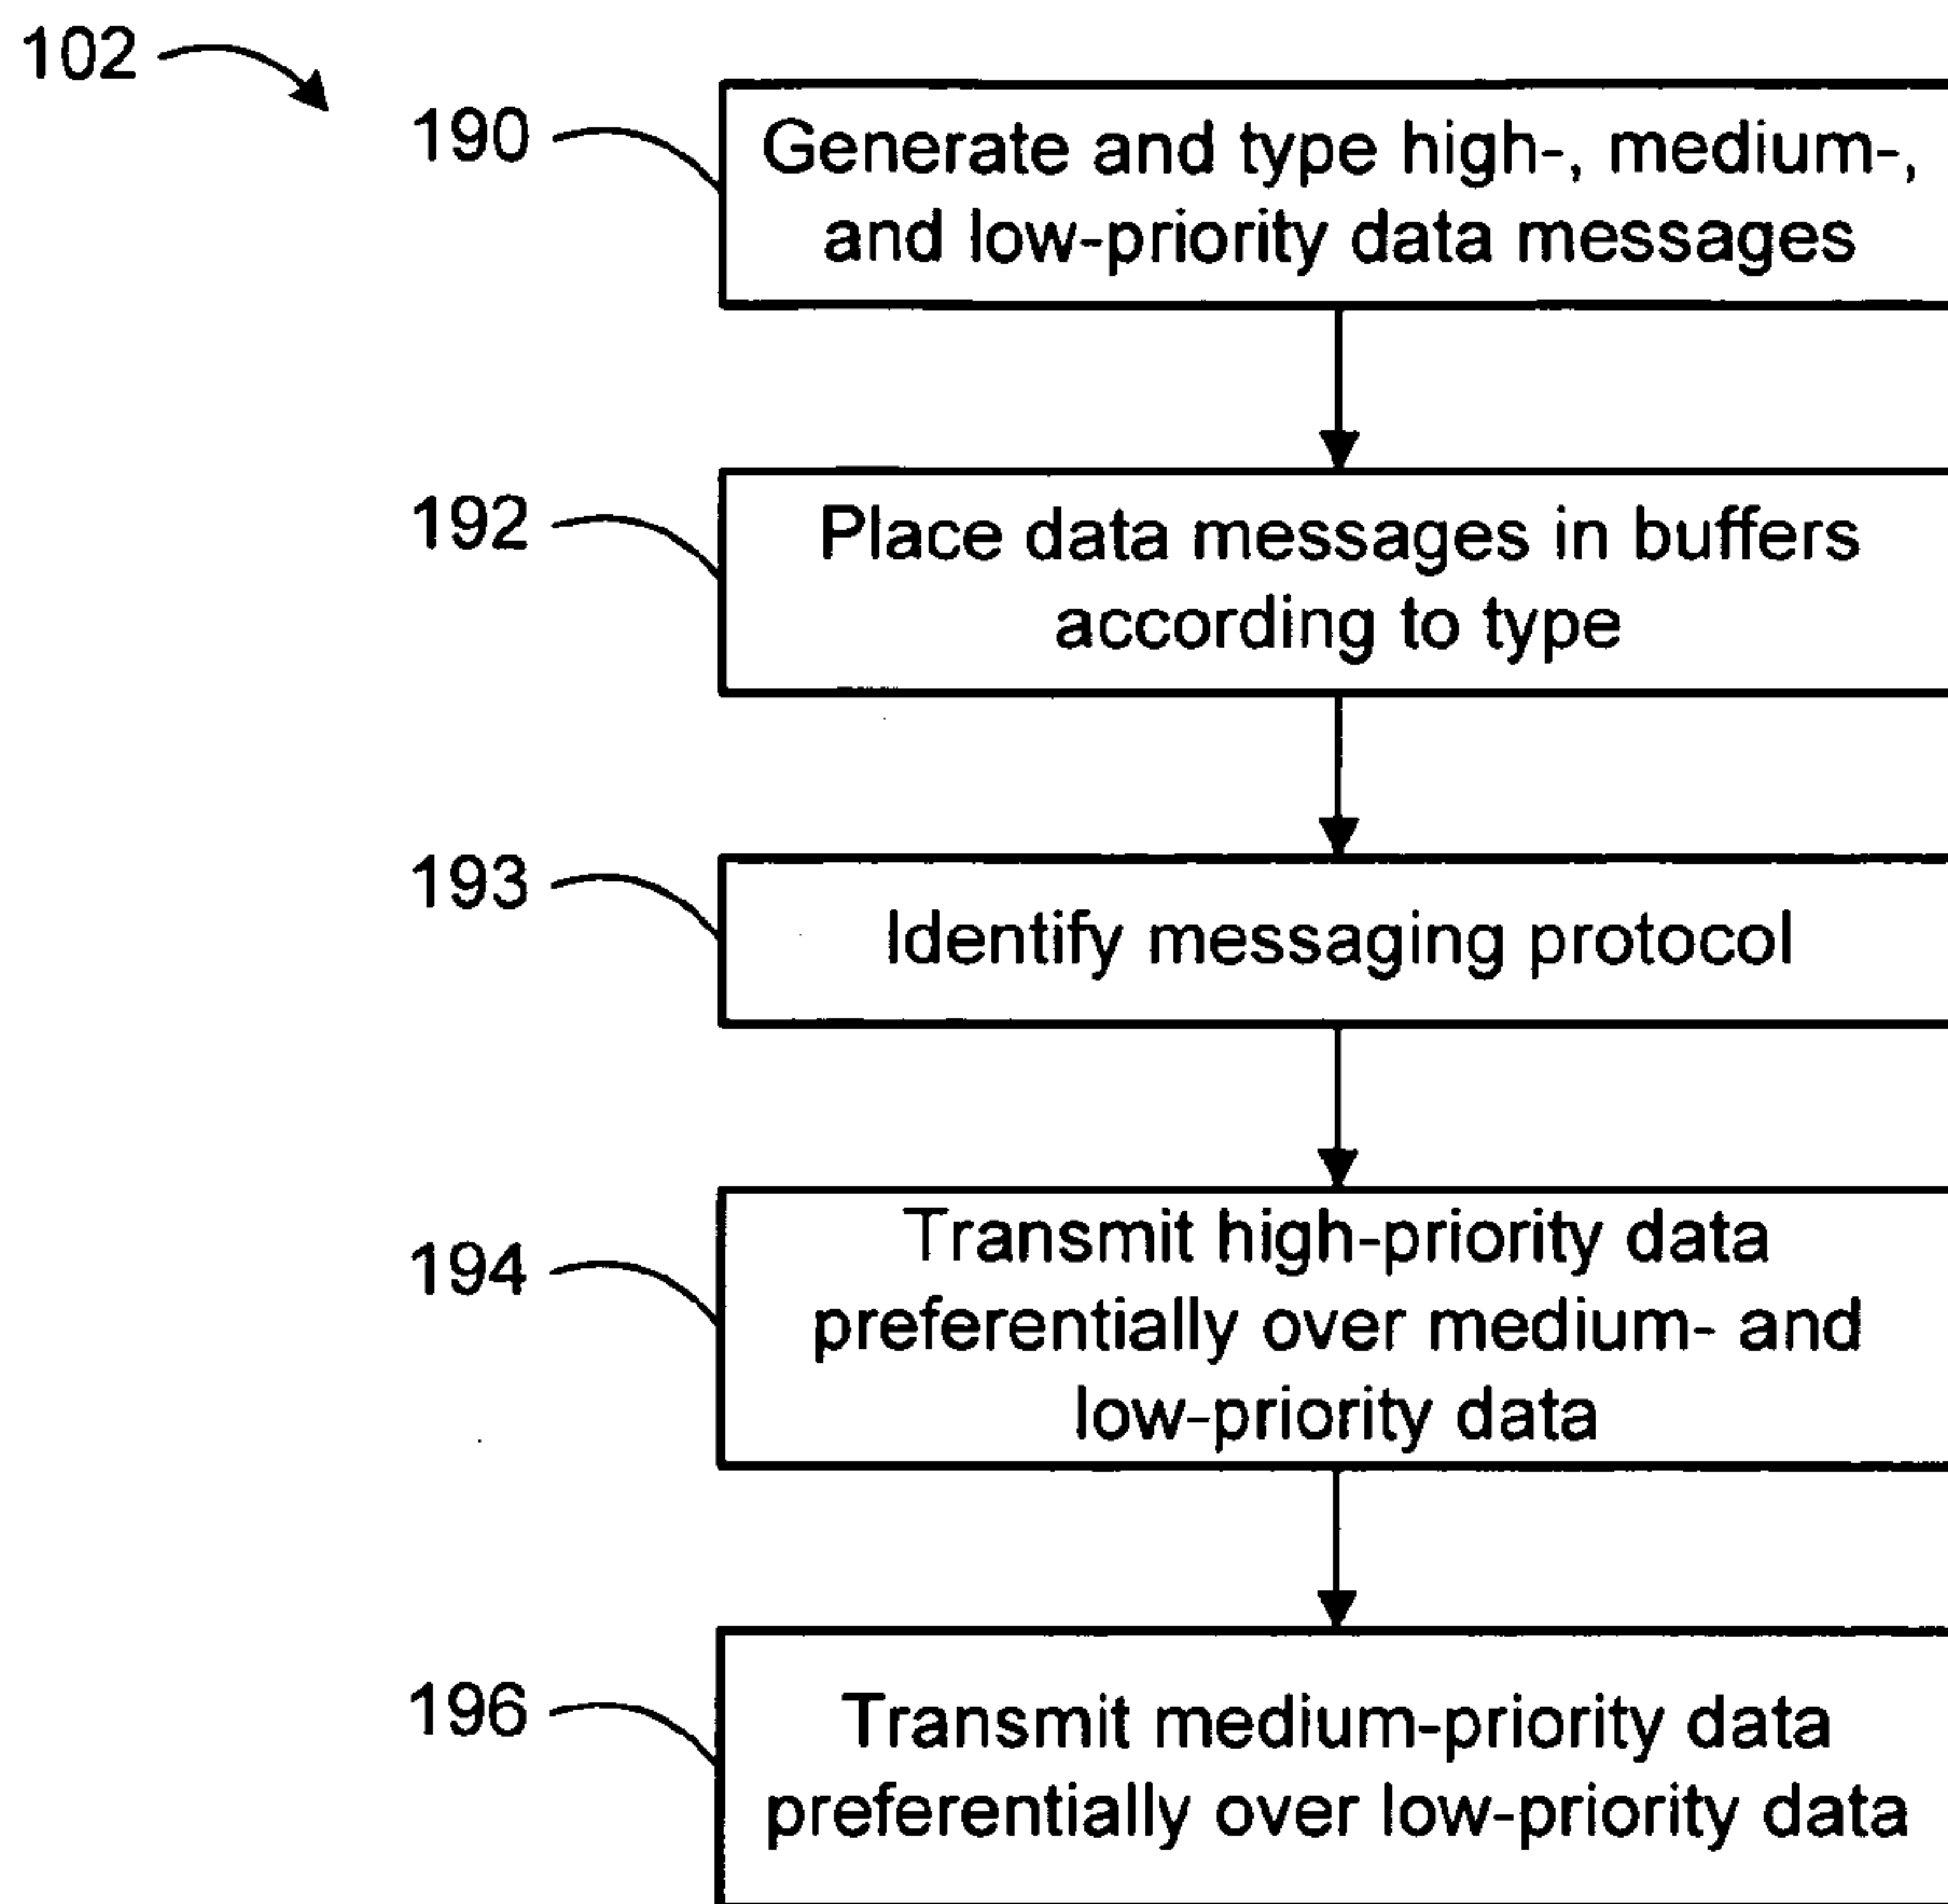 102
190
Generate and type high-, medium-,
and low-priority data messages
192
Place data messages in buffers
according to type
193
Identify messaging protocol
194
Transmit high-priority data
preferentially over medium- and
low-priority data
196
Transmit medium-priority data
preferentially over low-priority data